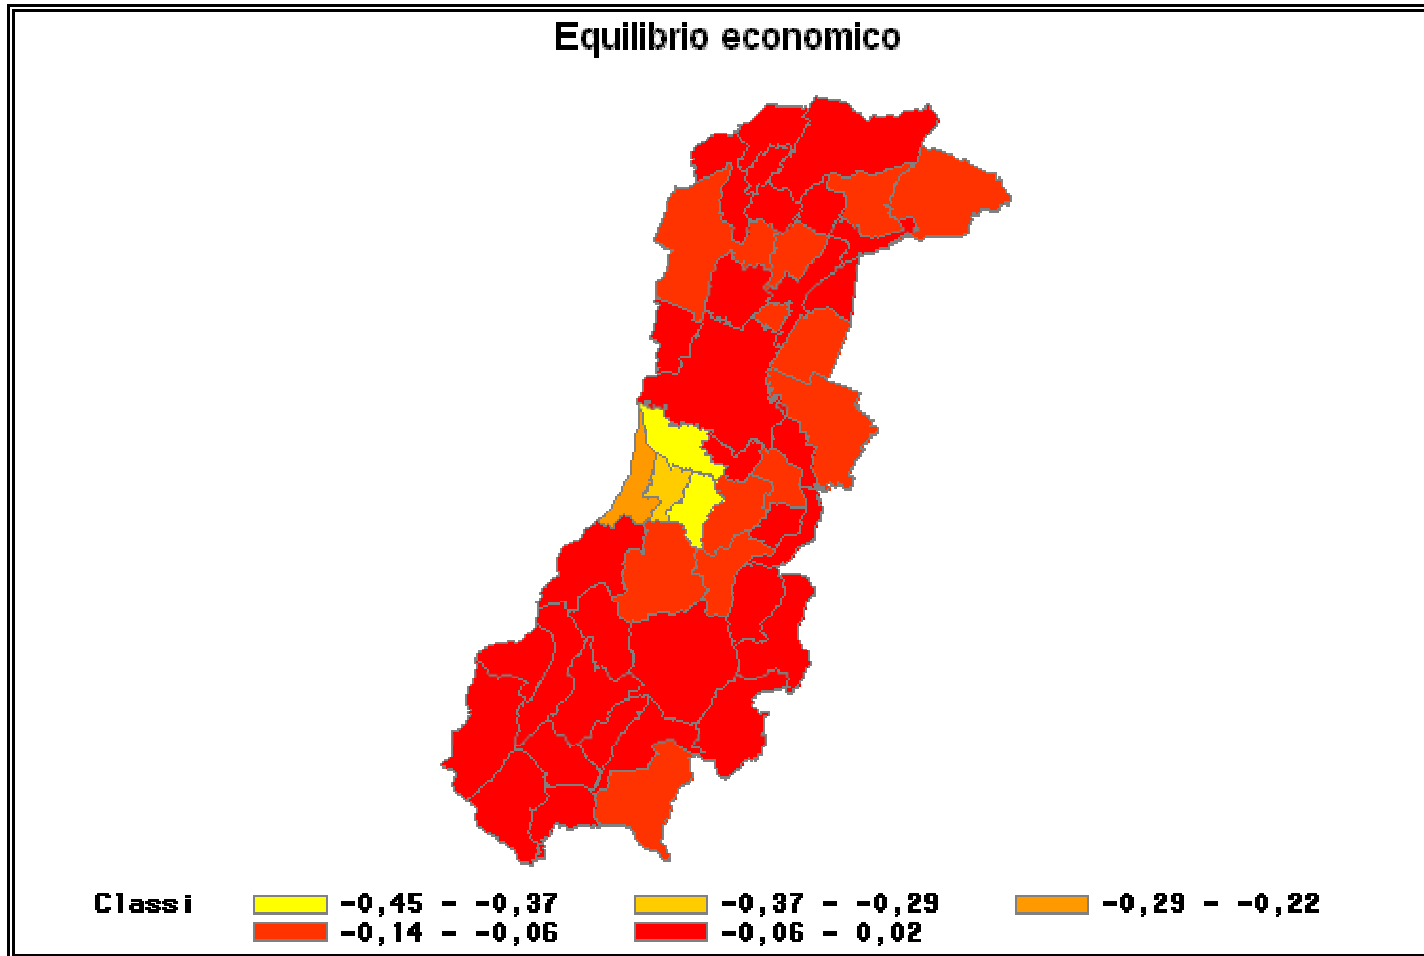 Equilibrio economico
Classi -0,45 - -0,37 -0,37 - -0,29 -0,29 - -0,22
-0,14 - -0,06 -0,06 - 0,02